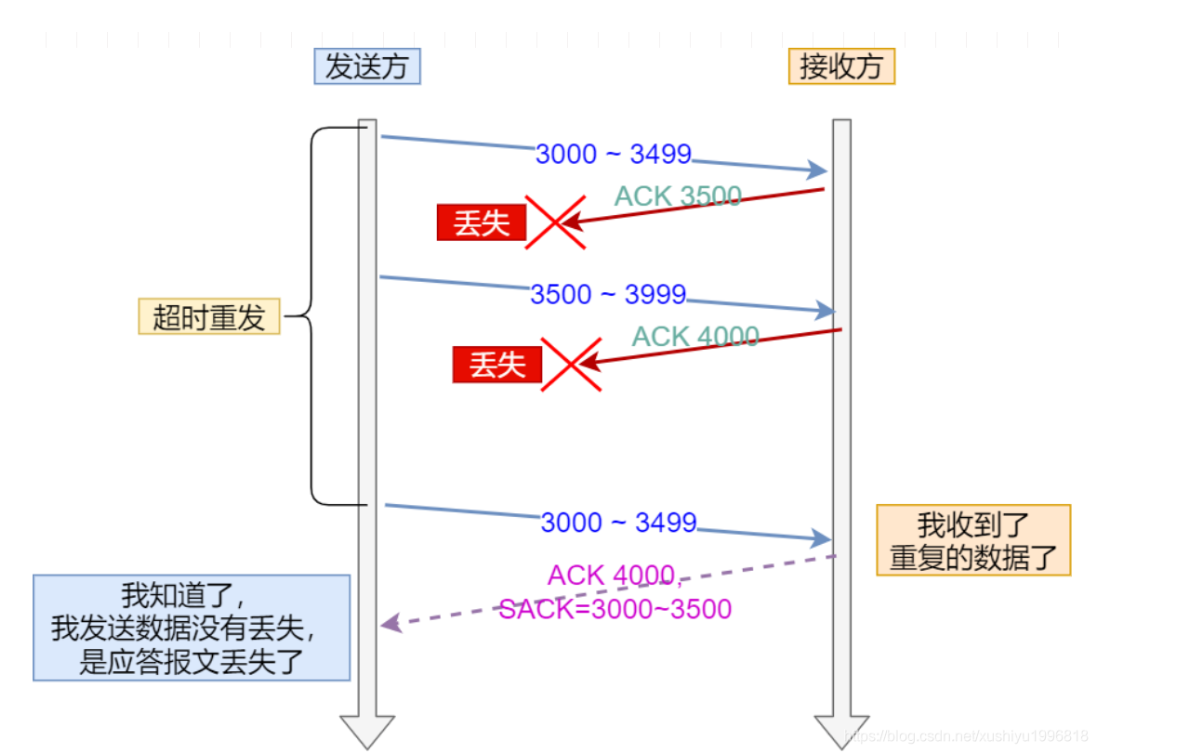 发送方
接收方
3000 ~ 3499
ACK 3500
丢失
3500 ~ 3999
超时重发
ACK 4000
丢失
3000 ~ 3499
我收到了
重复的数据了
ACK 4000,
SACK=3000~3500
我知道了，
我发送数据没有丢失，
是应答报文丢失了
https://blog.csdn.net/xushiyu1996818